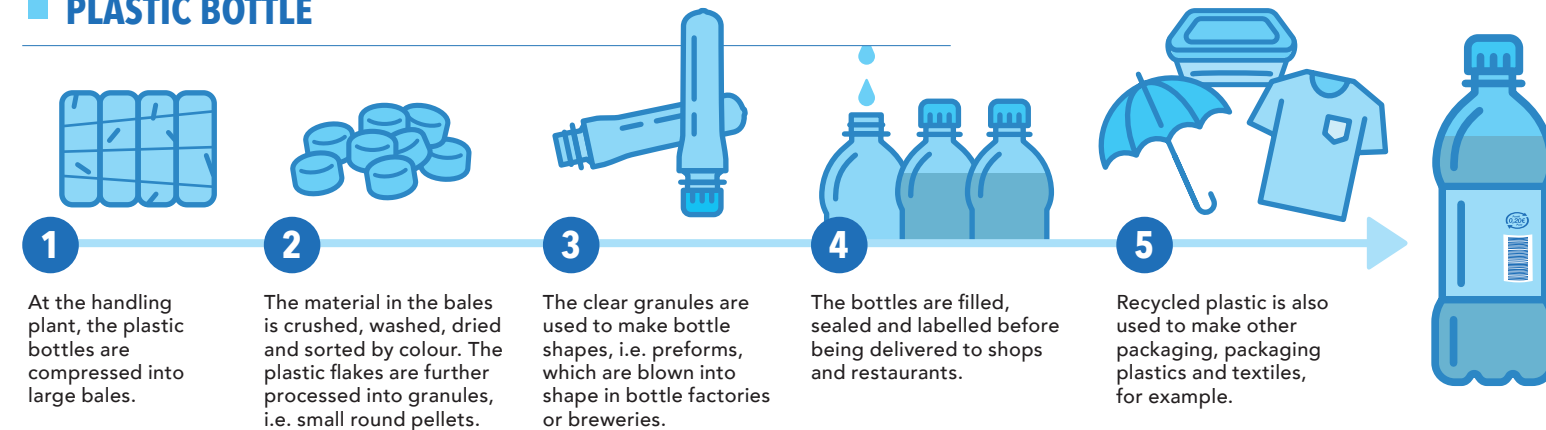 PLASTIC BOTTLE
1
At the handling
plant, the plastic
bottles are
compressed into
large bales.
2
The material in the bales
is crushed, washed, dried
and sorted by colour. The
plastic flakes are further
processed into granules,
i.e. small round pellets.
3
The clear granules are
used to make bottle
shapes, i.e. preforms,
which are blown into
shape in bottle factories
or breweries.
4
The bottles are filled,
sealed and labelled before
being delivered to shops
and restaurants.
5
Recycled plastic is also
used to make other
packaging, packaging
plastics and textiles,
for example.
0,20€